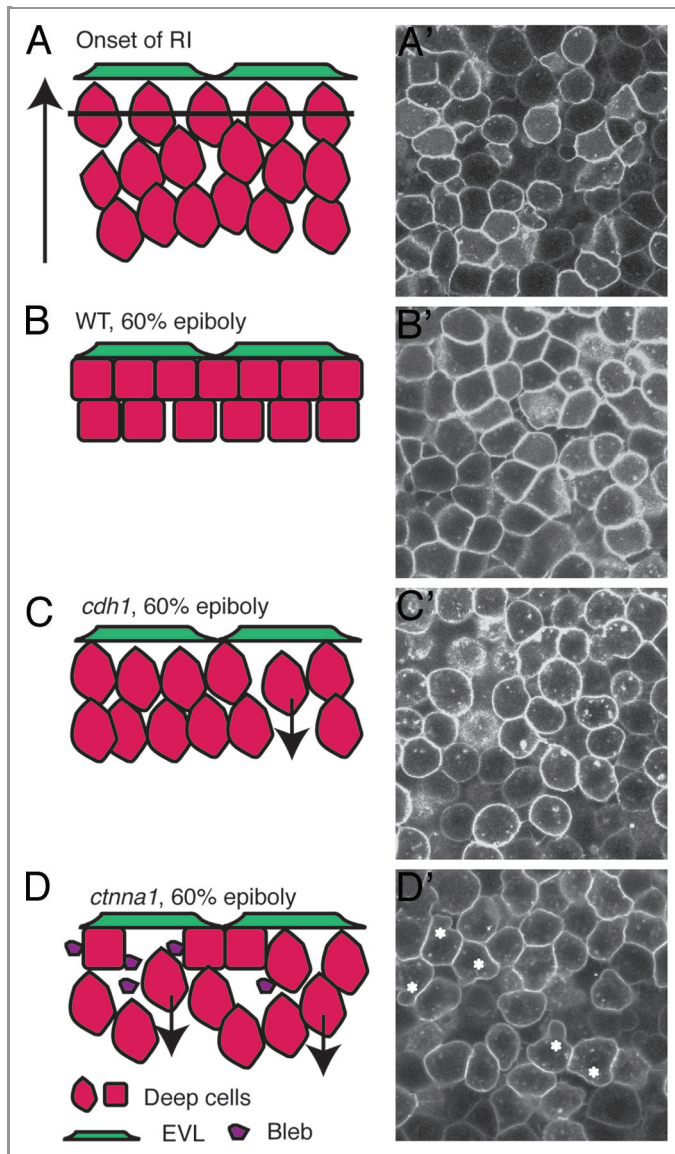 A
Onset of RI
A'
B
WT, 60% epiboly
B'
C
cdh1, 60% epiboly
C'
D
ctnna1, 60% epiboly
D'
Deep cells
EVL
Bleb